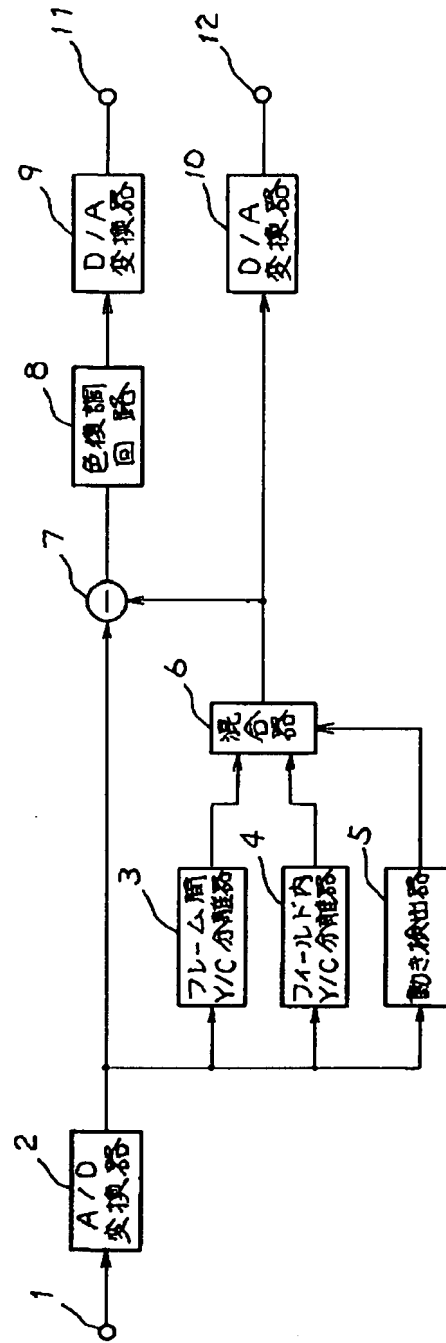 1
2
A/D
変換器
3
フレーム間
Y/C分離器
4
フィールド内
Y/C分離器
5
動き検出器
6
混合器
7
−
8
色復調
回路
9
D/A
変換器
10
D/A
変換器
11
12